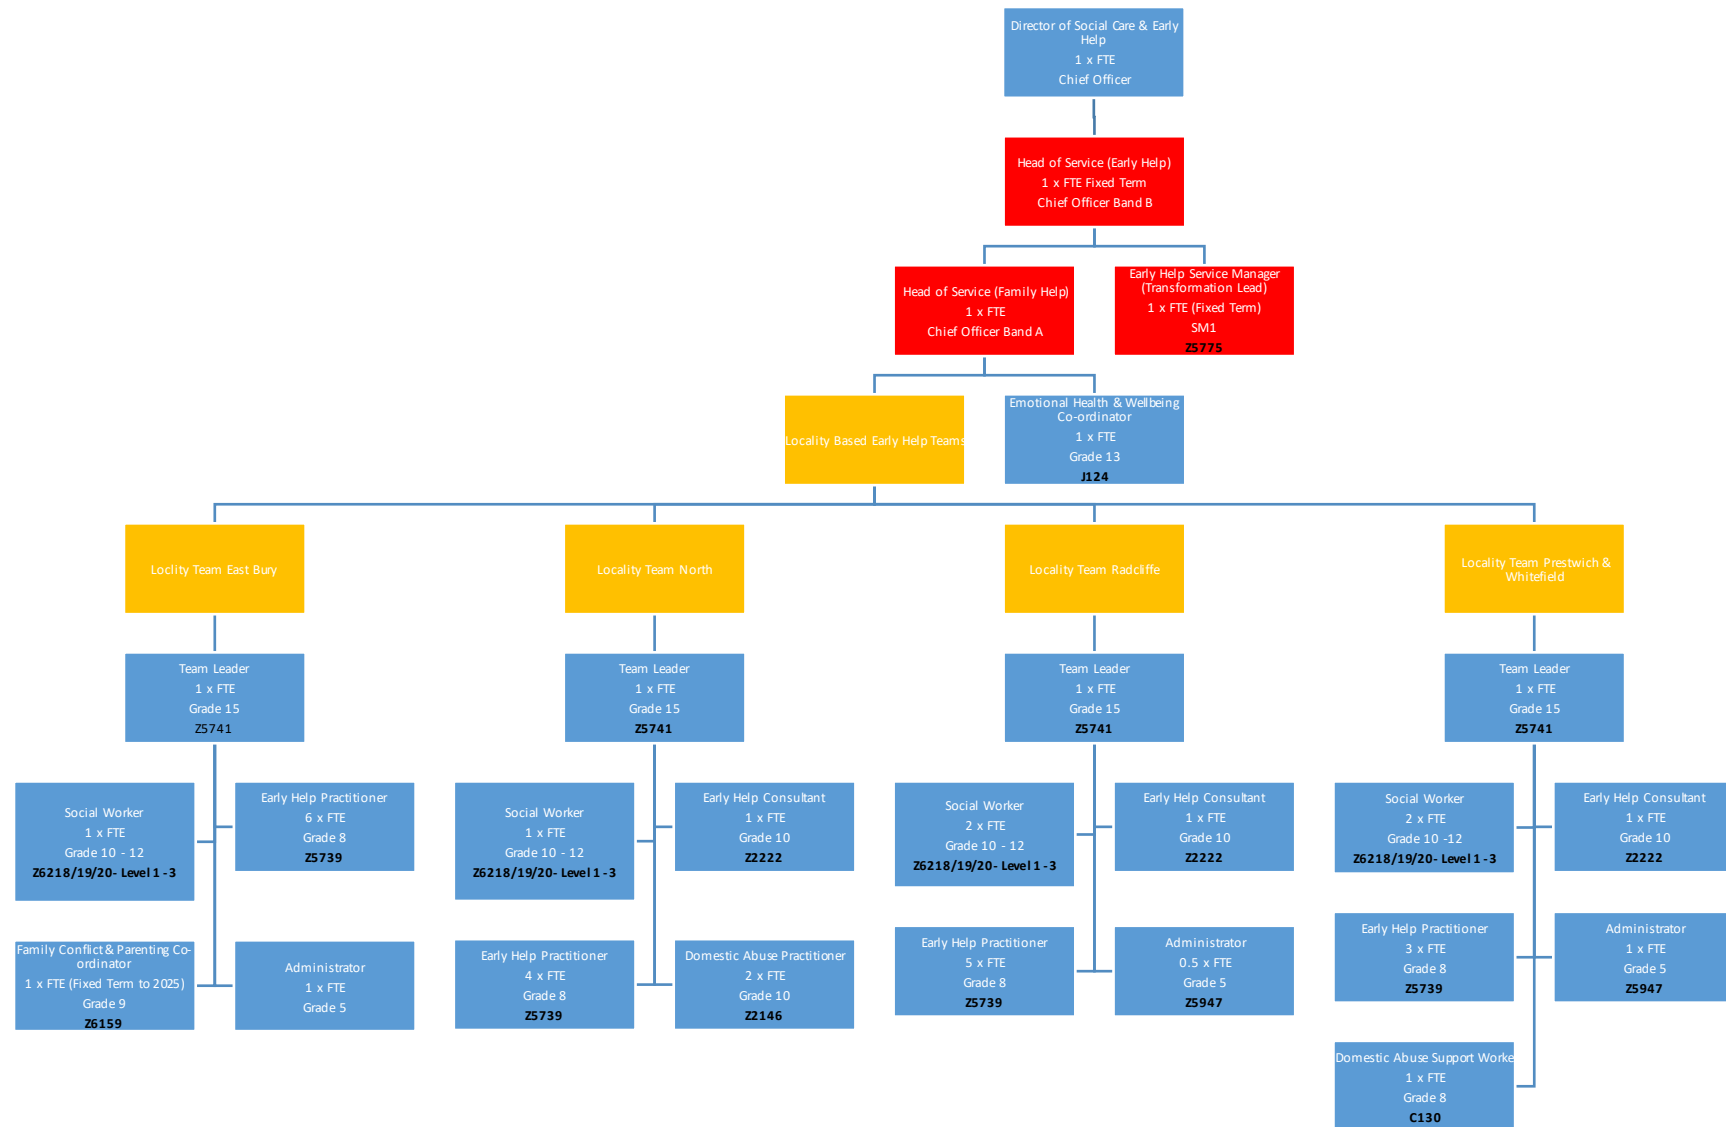 Director of Social Care & Early
Help
1 x FTE
Chief Officer
Head of Service (Early Help)
1 x FTE Fixed Term
Chief Officer Band B
Head of Service (Family Help)
1 x FTE
Chief Officer Band A
Early Help Service Manager
(Transformation Lead)
1 x FTE (Fixed Term)
SM1
Z5775
Locality Based Early Help Teams
Emotional Health & Wellbeing
Co-ordinator
1 x FTE
Grade 13
J124
Loclity Team East Bury
Locality Team North
Locality Team Radcliffe
Locality Team Prestwich &
Whitefield
Team Leader
1 x FTE
Grade 15
Z5741
Team Leader
1 x FTE
Grade 15
Z5741
Team Leader
1 x FTE
Grade 15
Z5741
Team Leader
1 x FTE
Grade 15
Z5741
Social Worker
1 x FTE
Grade 10 - 12
Z6218/19/20- Level 1 -3
Early Help Practitioner
6 x FTE
Grade 8
Z5739
Social Worker
1 x FTE
Grade 10 - 12
Z6218/19/20- Level 1 -3
Early Help Consultant
1 x FTE
Grade 10
Z2222
Social Worker
2 x FTE
Grade 10 - 12
Z6218/19/20- Level 1 -3
Early Help Consultant
1 x FTE
Grade 10
Z2222
Social Worker
2 x FTE
Grade 10 -12
Z6218/19/20- Level 1 -3
Early Help Consultant
1 x FTE
Grade 10
Z2222
Family Conflict & Parenting Co-
ordinator
1 x FTE (Fixed Term to 2025)
Grade 9
Z6159
Administrator
1 x FTE
Grade 5
Early Help Practitioner
4 x FTE
Grade 8
Z5739
Domestic Abuse Practitioner
2 x FTE
Grade 10
Z2146
Early Help Practitioner
5 x FTE
Grade 8
Z5739
Administrator
0.5 x FTE
Grade 5
Z5947
Early Help Practitioner
3 x FTE
Grade 8
Z5739
Administrator
1 x FTE
Grade 5
Z5947
Domestic Abuse Support Worke
1 x FTE
Grade 8
C130